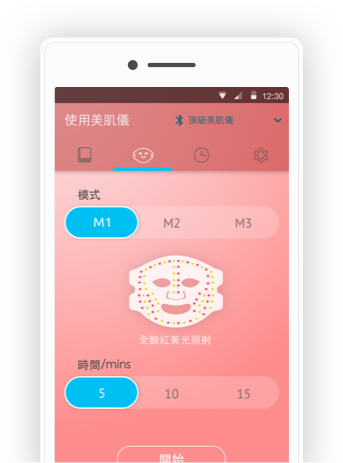 12:30
使用美肌儀 頂級美肌儀
模式
M1 M2 M3
全臉紅黃光照射
時間/mins
5 10 15
開始